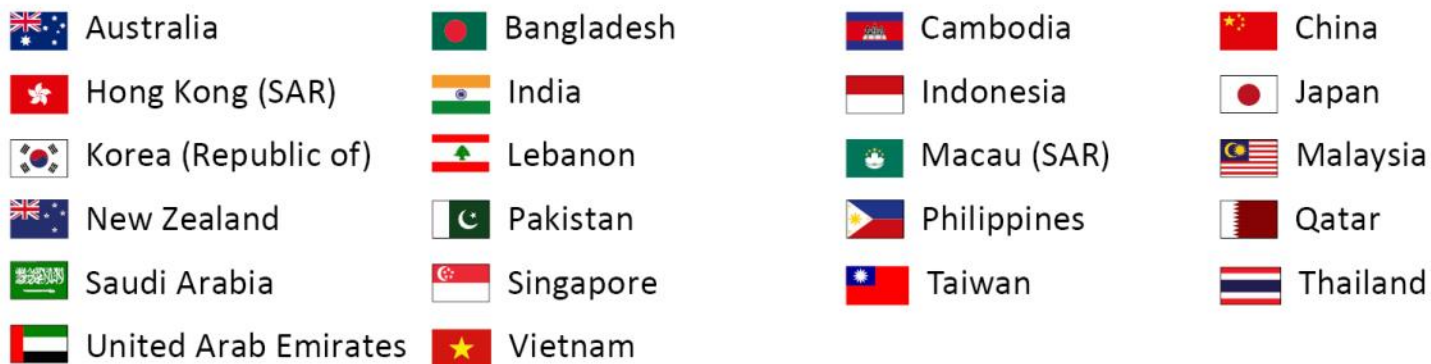 Australia Bangladesh Cambodia China
Hong Kong (SAR) India Indonesia Japan
Korea (Republic of) Lebanon Macau (SAR) Malaysia
New Zealand Pakistan Philippines Qatar
Saudi Arabia Singapore Taiwan Thailand
United Arab Emirates Vietnam